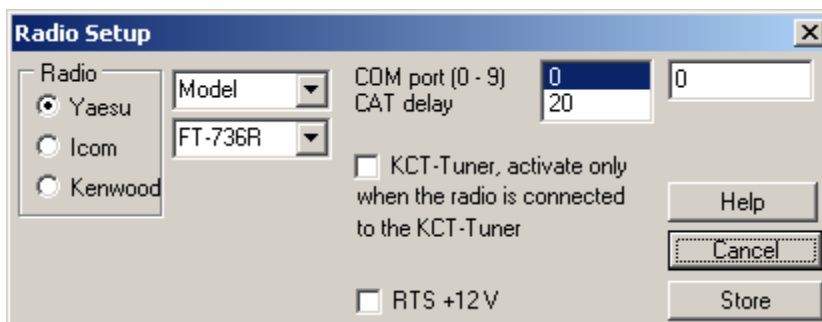 Radio Setup
Radio
Yaesu
Icom
Kenwood
Model
FT-736R
COM port (0 - 9)
CAT delay
0
20
0
KCT-Tuner, activate only
when the radio is connected
to the KCT-Tuner
RTS +12 V
Help
Cancel
Store